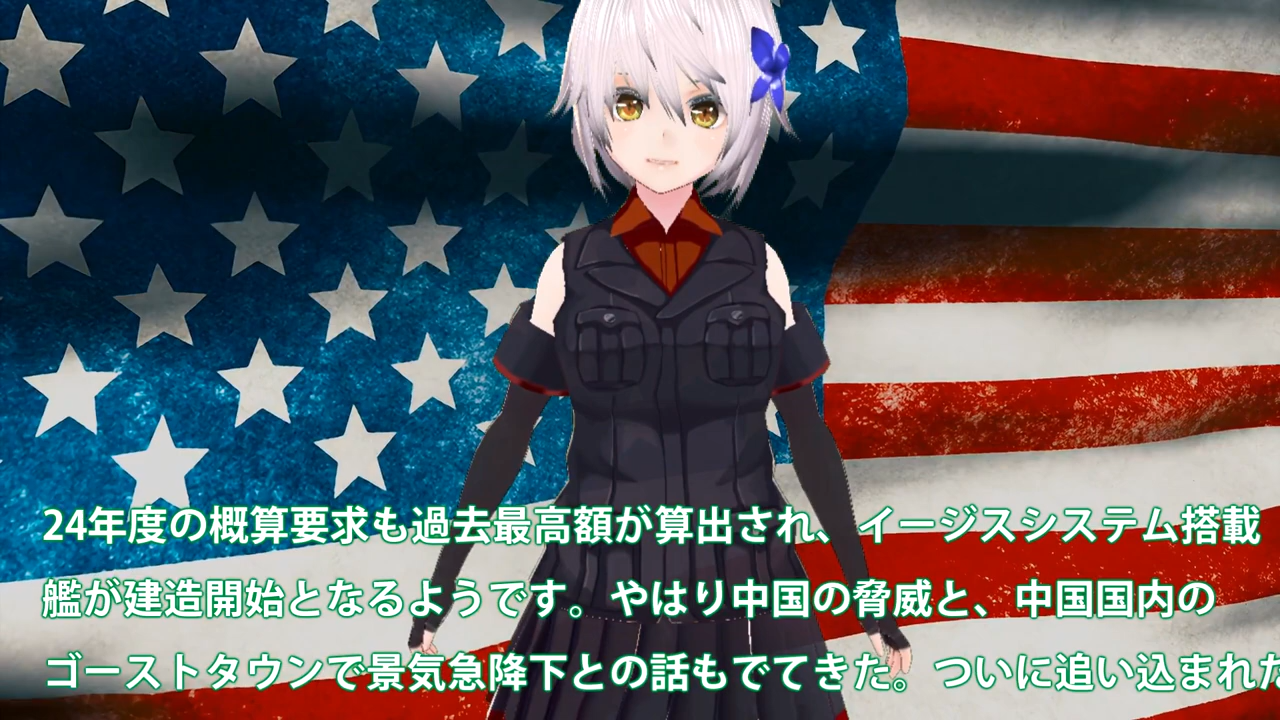 24年度の概算要求も過去最高額が算出され、イージスシステム搭載
艦が建造開始となるようです。やはり中国の脅威と、中国国内の
ゴーストタウンで景気急降下との話もでてきた。ついに追い込まれた